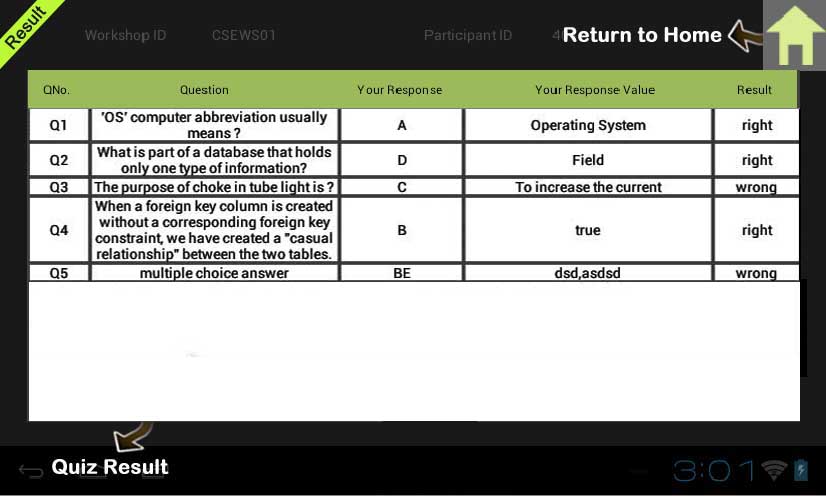 Result
Workshop ID CSEWS01 Participant ID
Return to Home
QNo. Question Your Response Your Response Value Result
Q1 'OS' computer abbreviation usually means ? A Operating System right
Q2 What is part of a database that holds only one type of information? D Field right
Q3 The purpose of choke in tube light is ? C To increase the current wrong
Q4 When a foreign key column is created without a corresponding foreign key constraint, we have created a "casual relationship" between the two tables. B true right
Q5 multiple choice answer BE dsd,asdsd wrong
Quiz Result
3:01